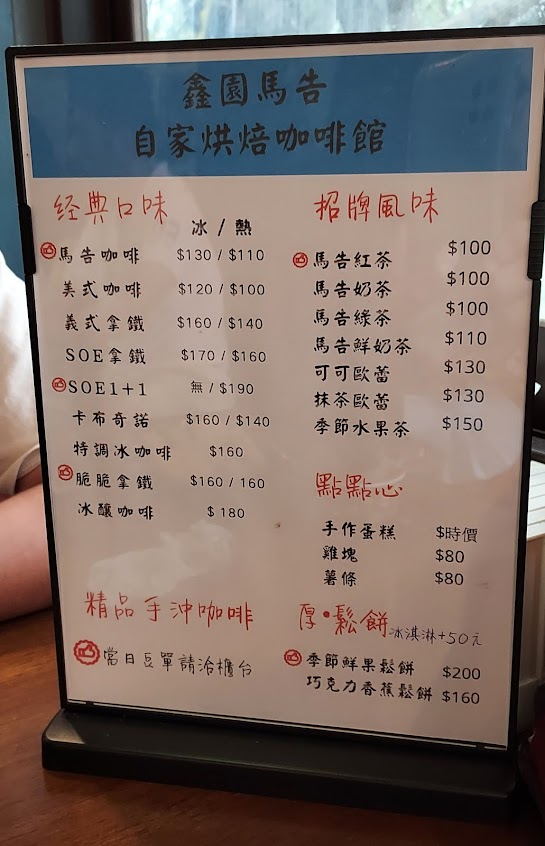 鑫園馬告
自家烘焙咖啡館
经典口味
冰 / 熱
馬告咖啡 $130 / $110
美式咖啡 $120 / $100
義式拿鐵 $160 / $140
SOE拿鐵 $170 / $160
SOE1+1 無 / $190
卡布奇諾 $160 / $140
特調冰咖啡 $160
脆脆拿鐵 $160 / 160
冰釀咖啡 $ 180
精品手沖咖啡
當日豆單請洽櫃台
招牌風味
馬告紅茶 $100
馬告奶茶 $100
馬告綠茶 $100
馬告鮮奶茶 $110
可可歐蕾 $130
抹茶歐蕾 $130
季節水果茶 $150
點點心
手作蛋糕 $時價
雞塊 $80
薯條 $80
厚•鬆餅 冰淇淋+50元
季節鮮果鬆餅 $200
巧克力香蕉鬆餅 $160